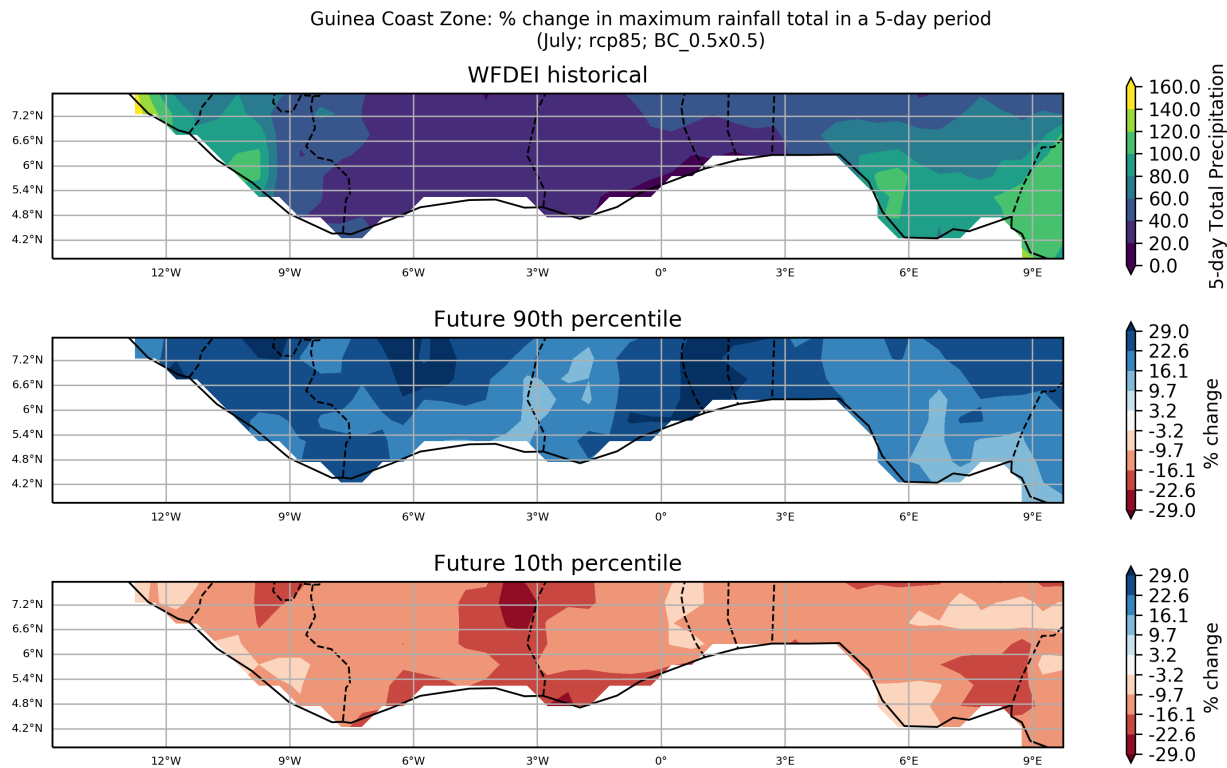 Guinea Coast Zone: % change in maximum rainfall total in a 5-day period
(July; rcp85; BC_0.5x0.5)
WFDEI historical
7.2°N
6.6°N
6°N
5.4°N
4.8°N
4.2°N
12°W 9°W 6°W 3°W 0° 3°E 6°E 9°E
160.0
140.0
120.0
100.0
80.0
60.0
40.0
20.0
0.0
5-day Total Precipitation
Future 90th percentile
7.2°N
6.6°N
6°N
5.4°N
4.8°N
4.2°N
12°W 9°W 6°W 3°W 0° 3°E 6°E 9°E
29.0
22.6
16.1
9.7
3.2
-3.2
-9.7
-16.1
-22.6
-29.0
% change
Future 10th percentile
7.2°N
6.6°N
6°N
5.4°N
4.8°N
4.2°N
12°W 9°W 6°W 3°W 0° 3°E 6°E 9°E
29.0
22.6
16.1
9.7
3.2
-3.2
-9.7
-16.1
-22.6
-29.0
% change